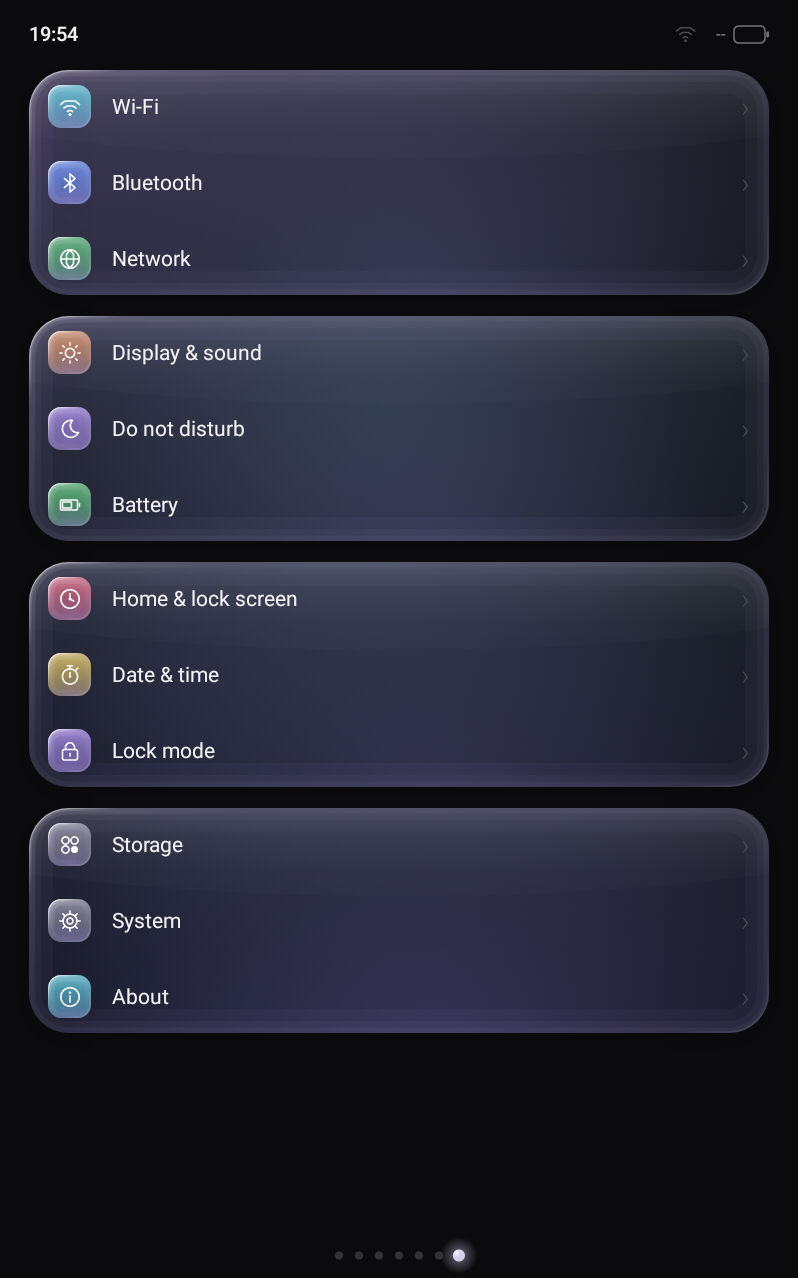 19:54
--
Wi-Fi
Bluetooth
Network
Display & sound
Do not disturb
Battery
Home & lock screen
Date & time
Lock mode
Storage
System
About